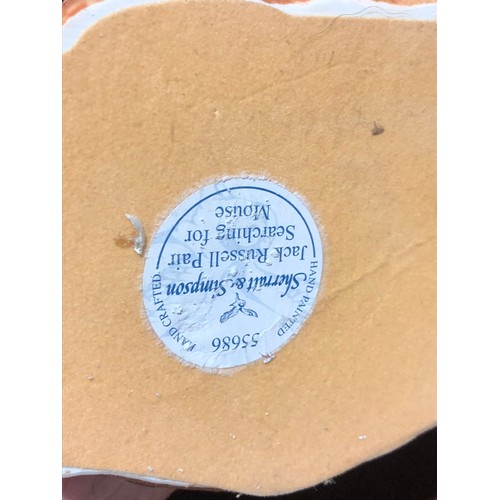 55686
HAND CRAFTED
HAND PAINTED
Sherratt & Simpson
Jack Russell Pair
Searching for
Mouse